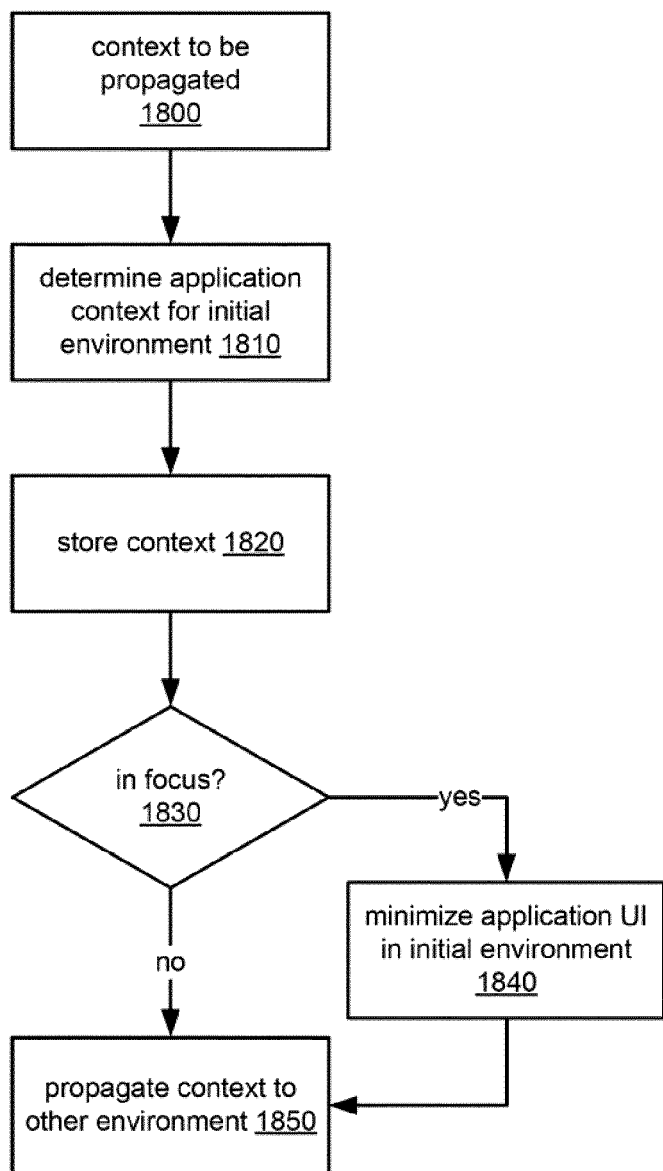 context to be
propagated
1800
determine application
context for initial
environment 1810
store context 1820
in focus?
1830
yes
minimize application UI
in initial environment
1840
no
propagate context to
other environment 1850